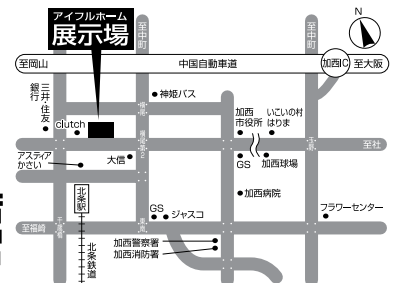 アイフルホーム
展示場
至中町
至中町
N
至岡山
中国自動車道
加西IC
至大阪
三井・住友
銀行
神姫バス
clutch
加西
市役所
いこいの村
はりま
至社
アスティア
かさい
大信
GS
加西球場
北条駅
加西病院
GS
ジャスコ
フラワーセンター
至福崎
北条鉄道
加西警察署
加西消防署